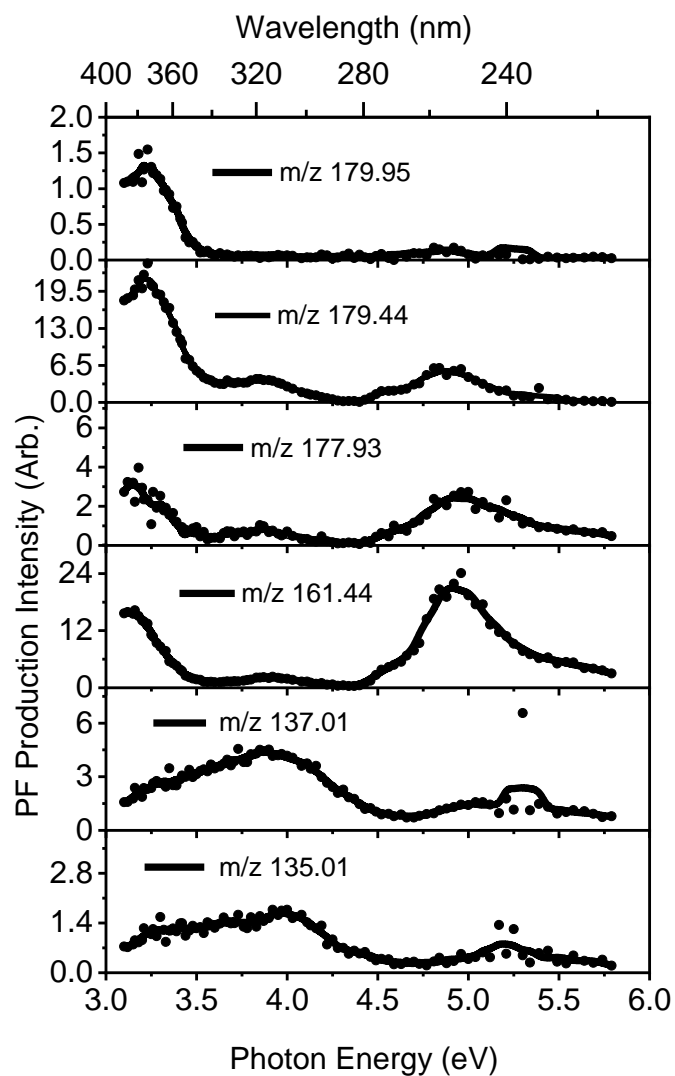 Wavelength (nm)
400 360 320 280 240
2.0
1.5
1.0
0.5
0.0
m/z 179.95
19.5
13.0
6.5
0.0
m/z 179.44
6
4
2
0
m/z 177.93
24
12
0
m/z 161.44
6
3
0
m/z 137.01
2.8
1.4
0.0
m/z 135.01
PF Production Intensity (Arb.)
3.0 3.5 4.0 4.5 5.0 5.5 6.0
Photon Energy (eV)